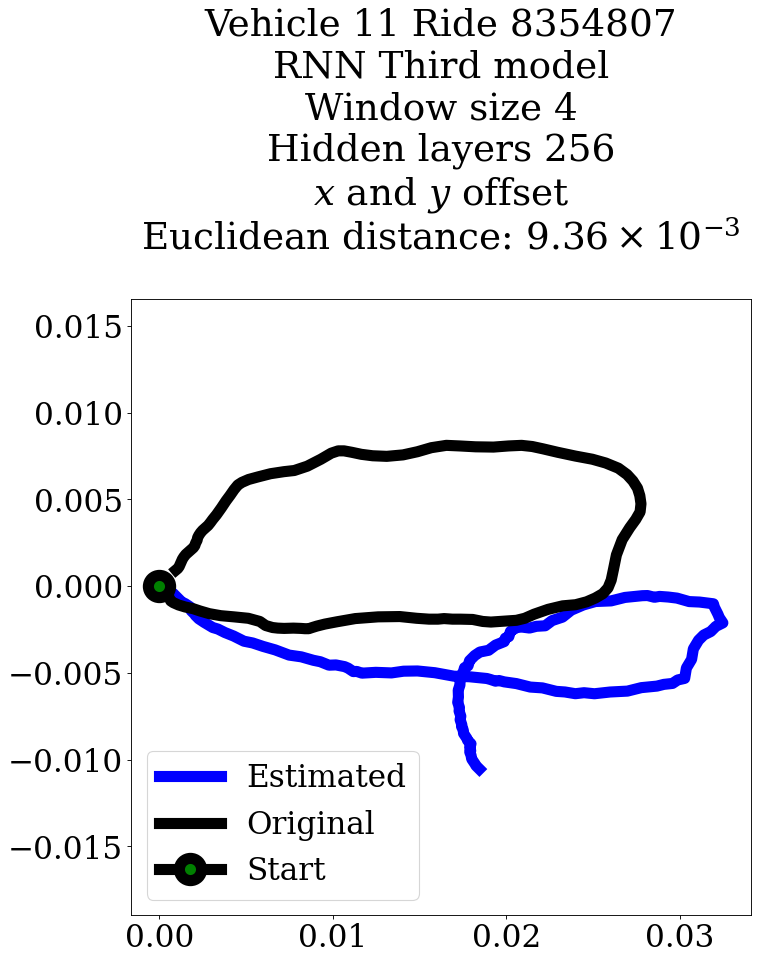 Vehicle 11 Ride 8354807
RNN Third model
Window size 4
Hidden layers 256
x and y offset
Euclidean distance: 9.36 × 10⁻³
0.015
0.010
0.005
0.000
−0.005
−0.010
−0.015
Estimated
Original
Start
0.00 0.01 0.02 0.03